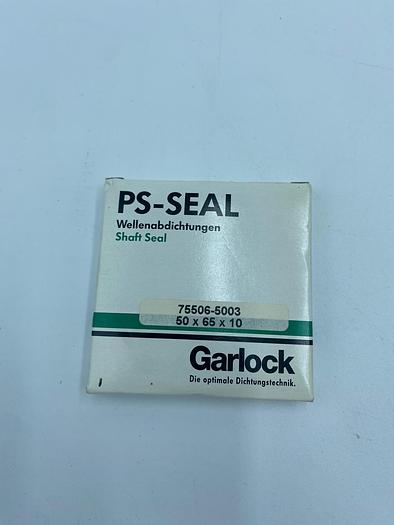 PS-SEAL
Wellenabdichtungen
Shaft Seal
75506-5003
50 x 65 x 10
Garlock
Die optimale Dichtungstechnik.